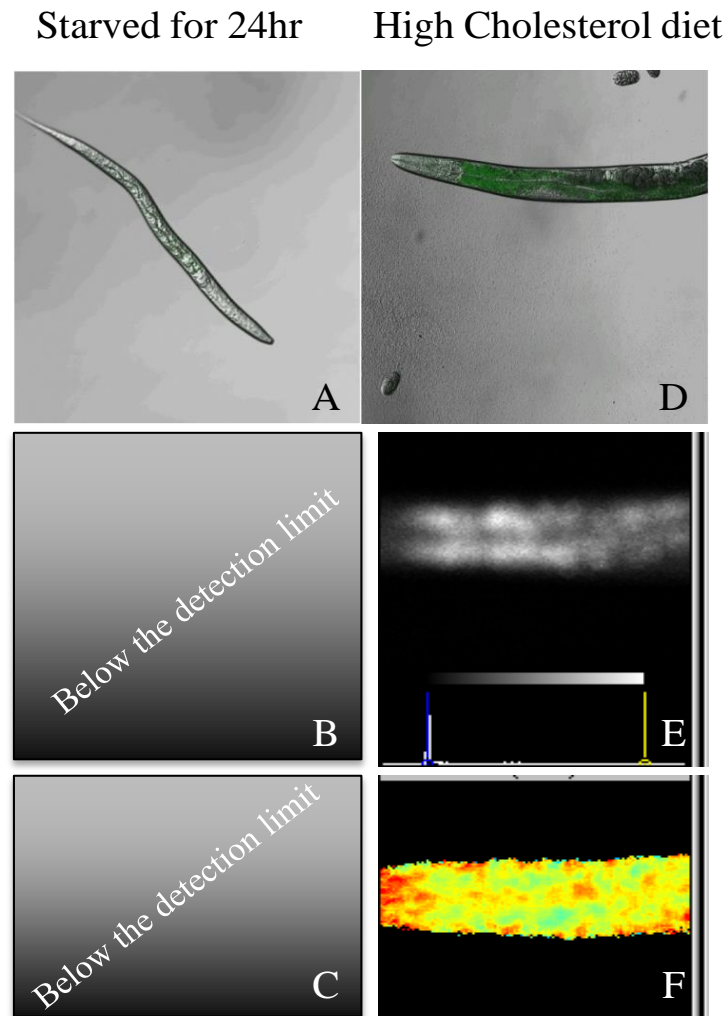 Starved for 24hr
High Cholesterol diet
A
D
Below the detection limit
B
E
Below the detection limit
C
F